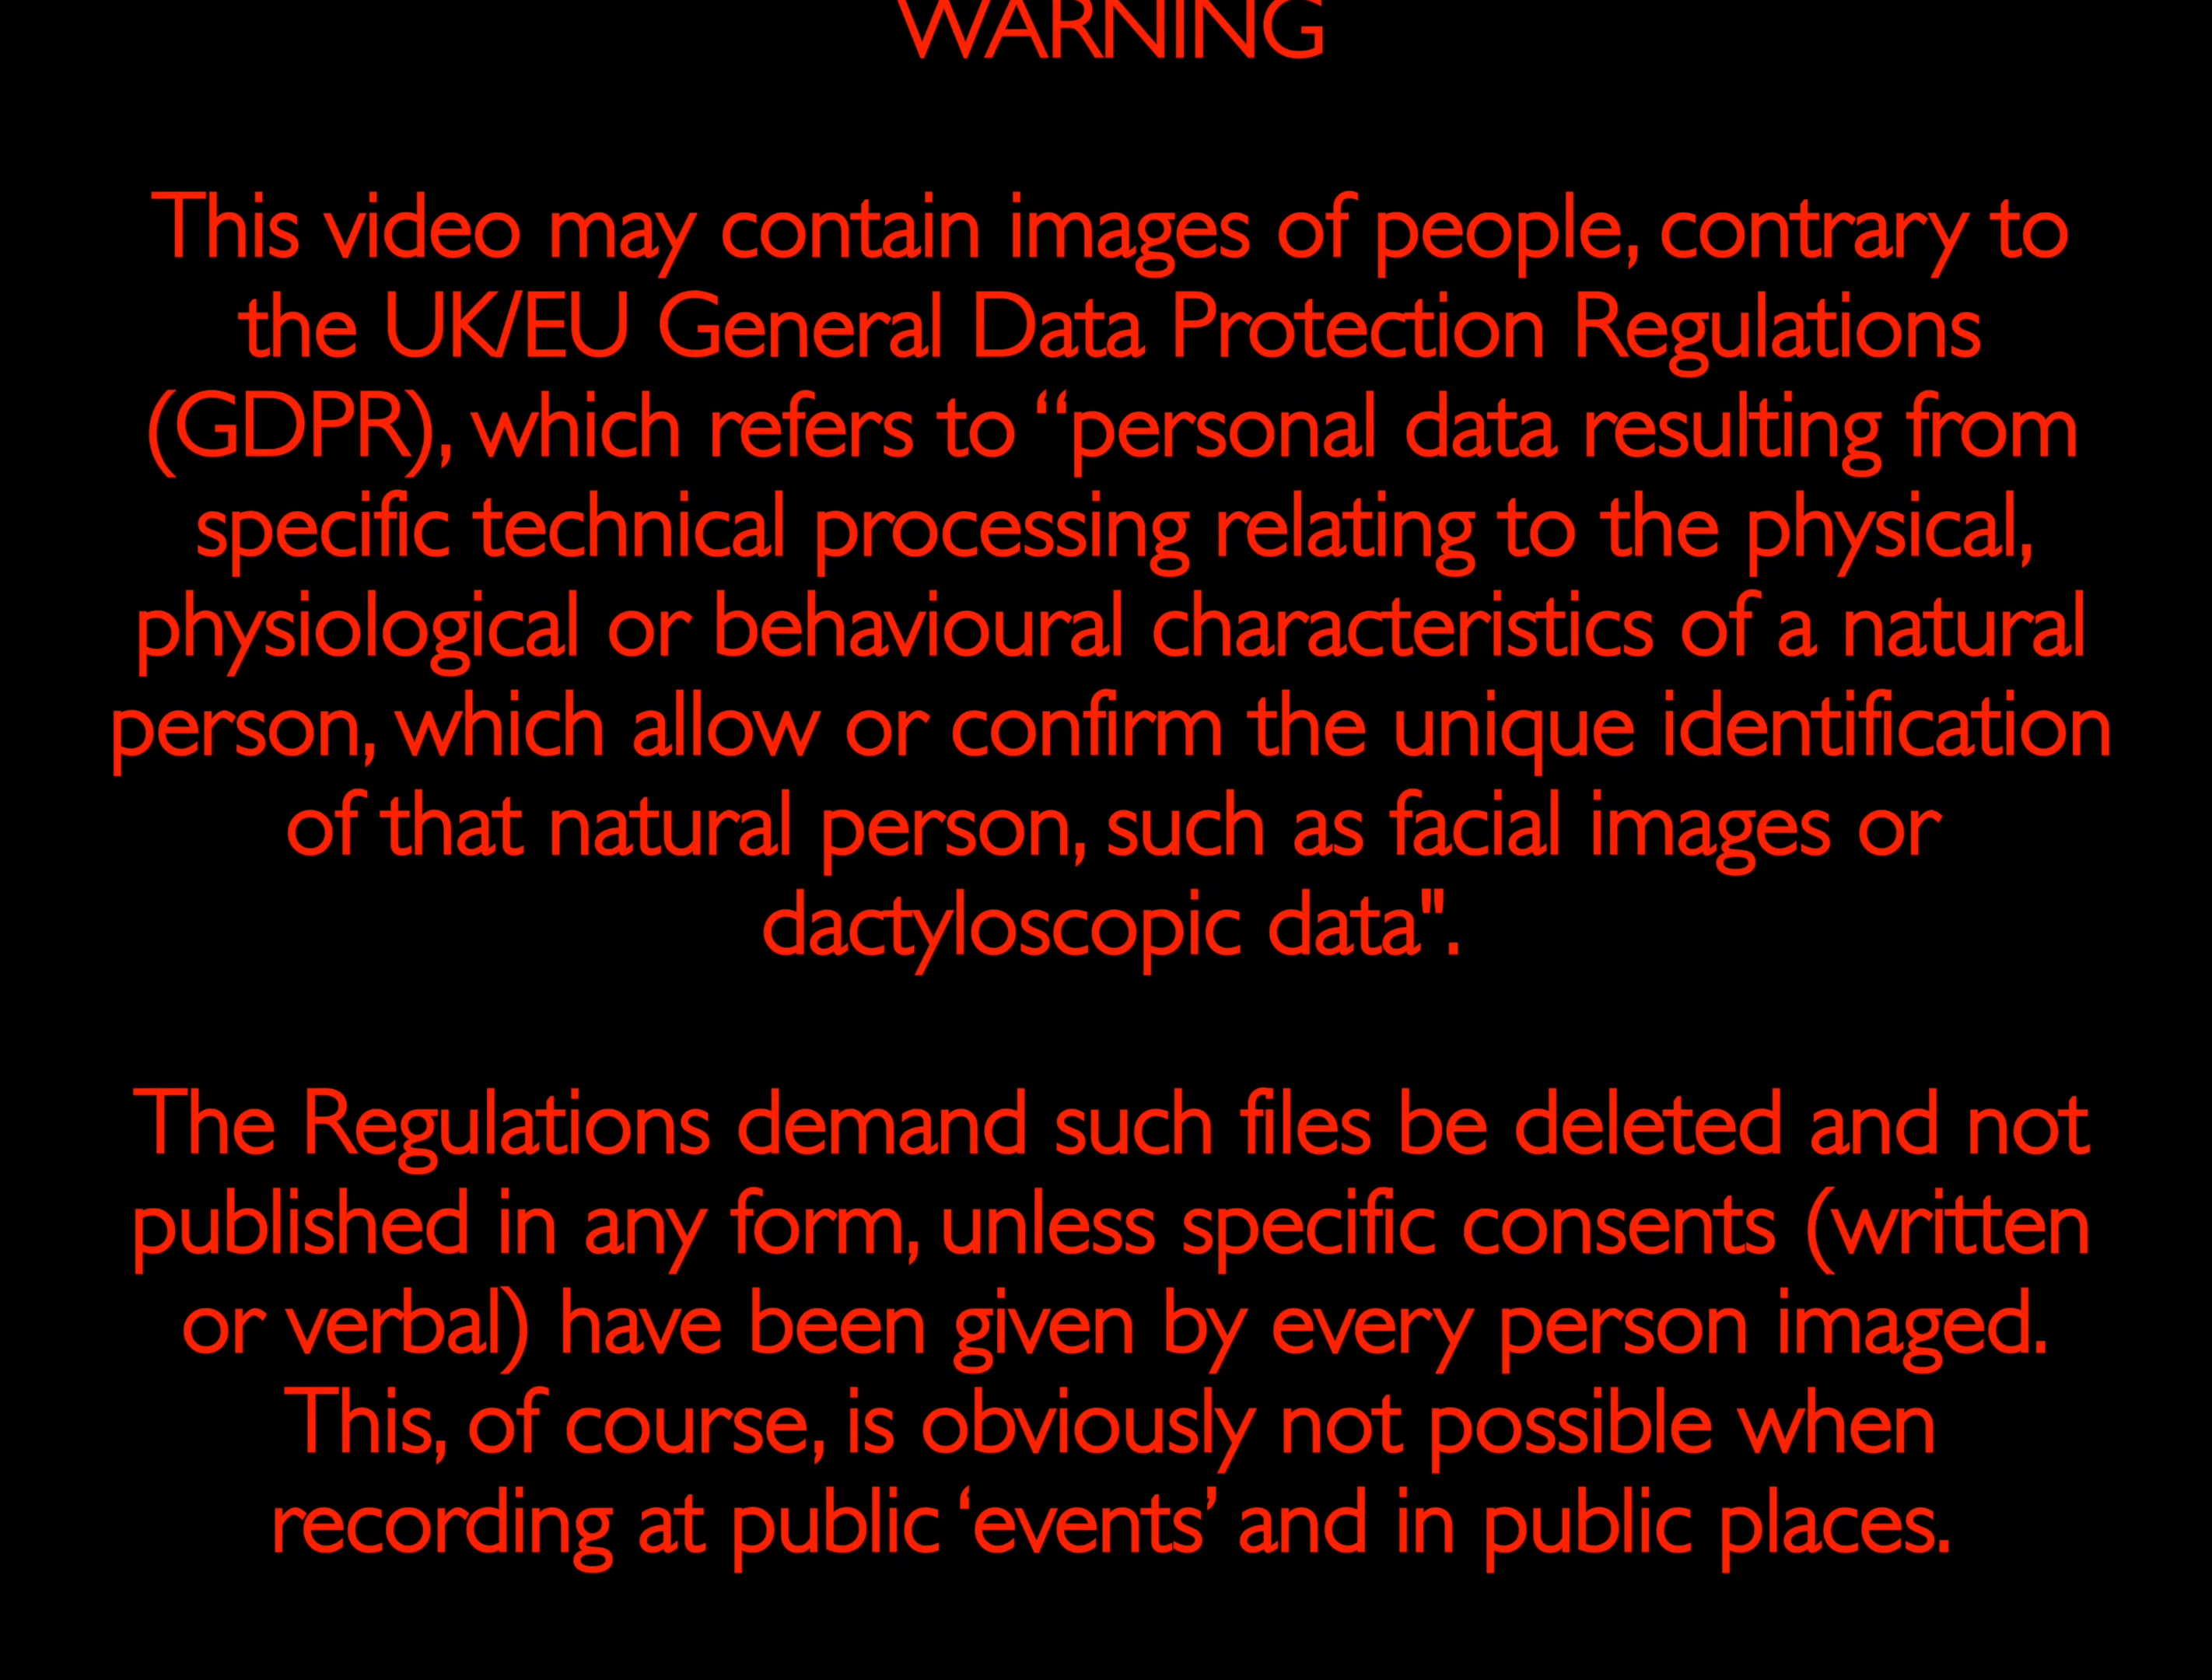 WARNING
This video may contain images of people, contrary to
the UK/EU General Data Protection Regulations
(GDPR), which refers to “personal data resulting from
specific technical processing relating to the physical,
physiological or behavioural characteristics of a natural
person, which allow or confirm the unique identification
of that natural person, such as facial images or
dactyloscopic data".
The Regulations demand such files be deleted and not
published in any form, unless specific consents (written
or verbal) have been given by every person imaged.
This, of course, is obviously not possible when
recording at public ‘events’ and in public places.